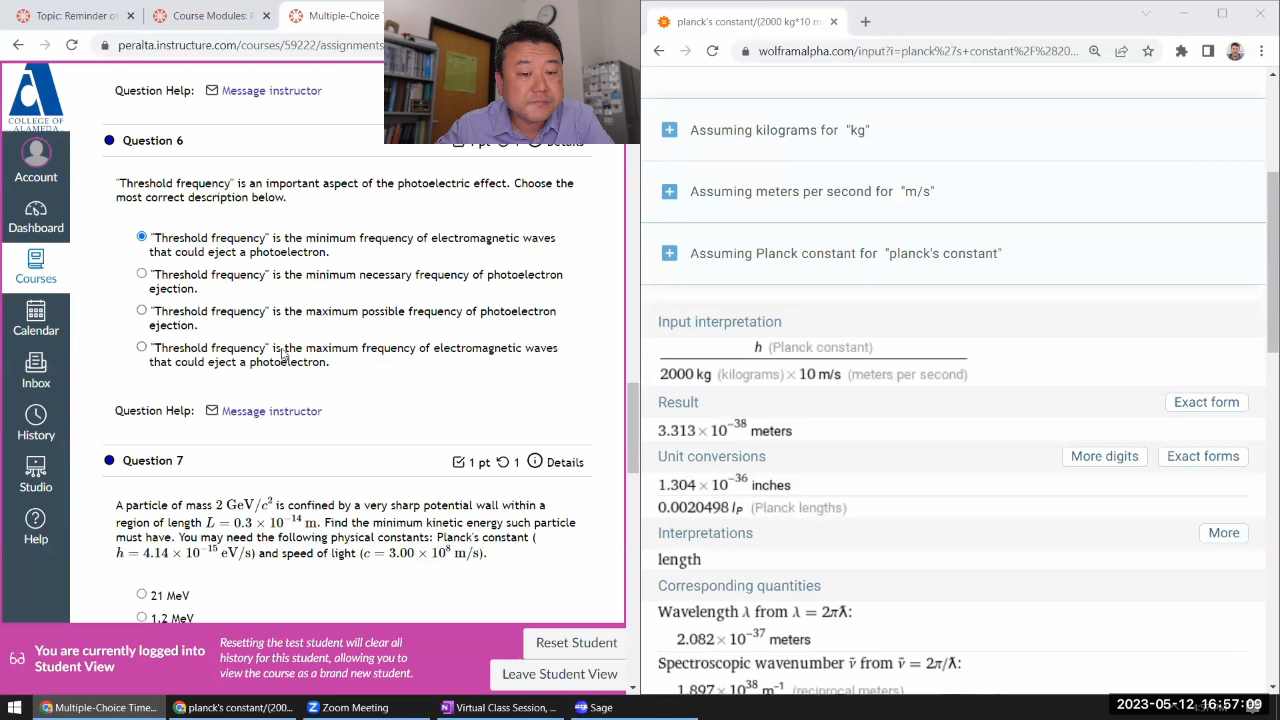 Topic Reminder o
Course Modules: F
Multiple-Choice
peralta.instructure.com/courses/59222/assignments
COLLEGE OF
ALAMEDA
Account
Dashboard
Courses
Calendar
Inbox
History
Studio
Help
Question Help: Message instructor
Question 6
Details
"Threshold frequency" is an important aspect of the photoelectric effect. Choose the
most correct description below.
"Threshold frequency" is the minimum frequency of electromagnetic waves
that could eject a photoelectron.
"Threshold frequency" is the minimum necessary frequency of photoelectron
ejection.
"Threshold frequency" is the maximum possible frequency of photoelectron
ejection.
"Threshold frequency" is the maximum frequency of electromagnetic waves
that could eject a photoelectron.
Question Help: Message instructor
Question 7
1 pt 1 Details
A particle of mass 2 GeV/c² is confined by a very sharp potential wall within a
region of length L = 0.3 × 10⁻¹⁴ m. Find the minimum kinetic energy such particle
must have. You may need the following physical constants: Planck's constant (
h = 4.14 × 10⁻¹⁵ eV/s) and speed of light (c = 3.00 × 10⁸ m/s).
21 MeV
1.2 MeV
You are currently logged into
Student View
Resetting the test student will clear all
history for this student, allowing you to
view the course as a brand new student.
Reset Student
Leave Student View
planck's constant/(2000 kg*10 m
wolframalpha.com/input?i=planck%27s+constant%2F%2820...
Assuming kilograms for "kg"
Assuming meters per second for "m/s"
Assuming Planck constant for "planck's constant"
Input interpretation
h (Planck constant)
2000 kg (kilograms) × 10 m/s (meters per second)
Result
Exact form
3.313 × 10⁻³⁸ meters
Unit conversions
More digits
Exact forms
1.304 × 10⁻³⁶ inches
0.0020498 lP (Planck lengths)
Interpretations
More
length
Corresponding quantities
Wavelength λ from λ = 2πƛ:
2.082 × 10⁻³⁷ meters
Spectroscopic wavenumber ν̃ from ν̃ = 2π/ƛ:
1.897 × 10³⁸ m⁻¹ (reciprocal meters)
Multiple-Choice Time...
planck's constant/(200...
Zoom Meeting
Virtual Class Session, ...
Sage
2023-05-12 16:57:09